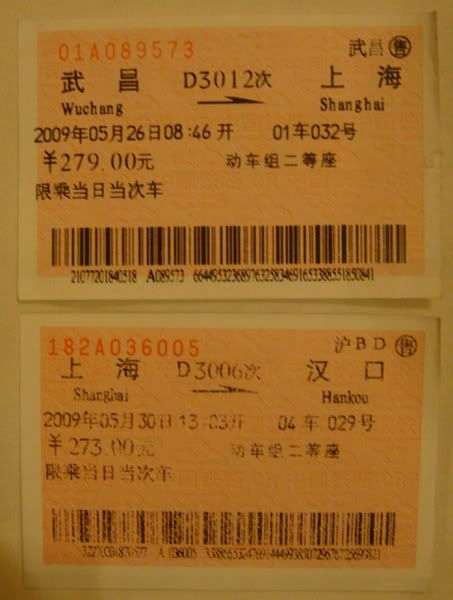 01A089573 武昌 售
武昌 D3012次 上海
Wuchang Shanghai
2009年05月26日08:46开 01车032号
¥279.00元 动车组二等座
限乘当日当次车
21077201840518 A089573 66449532368976325834691653388551850841
182A036005 沪BD 售
上海 D3006次 汉口
Shanghai Hankou
2009年05月30日13:03开 04车029号
¥273.00元 动车组二等座
限乘当日当次车
A 036005